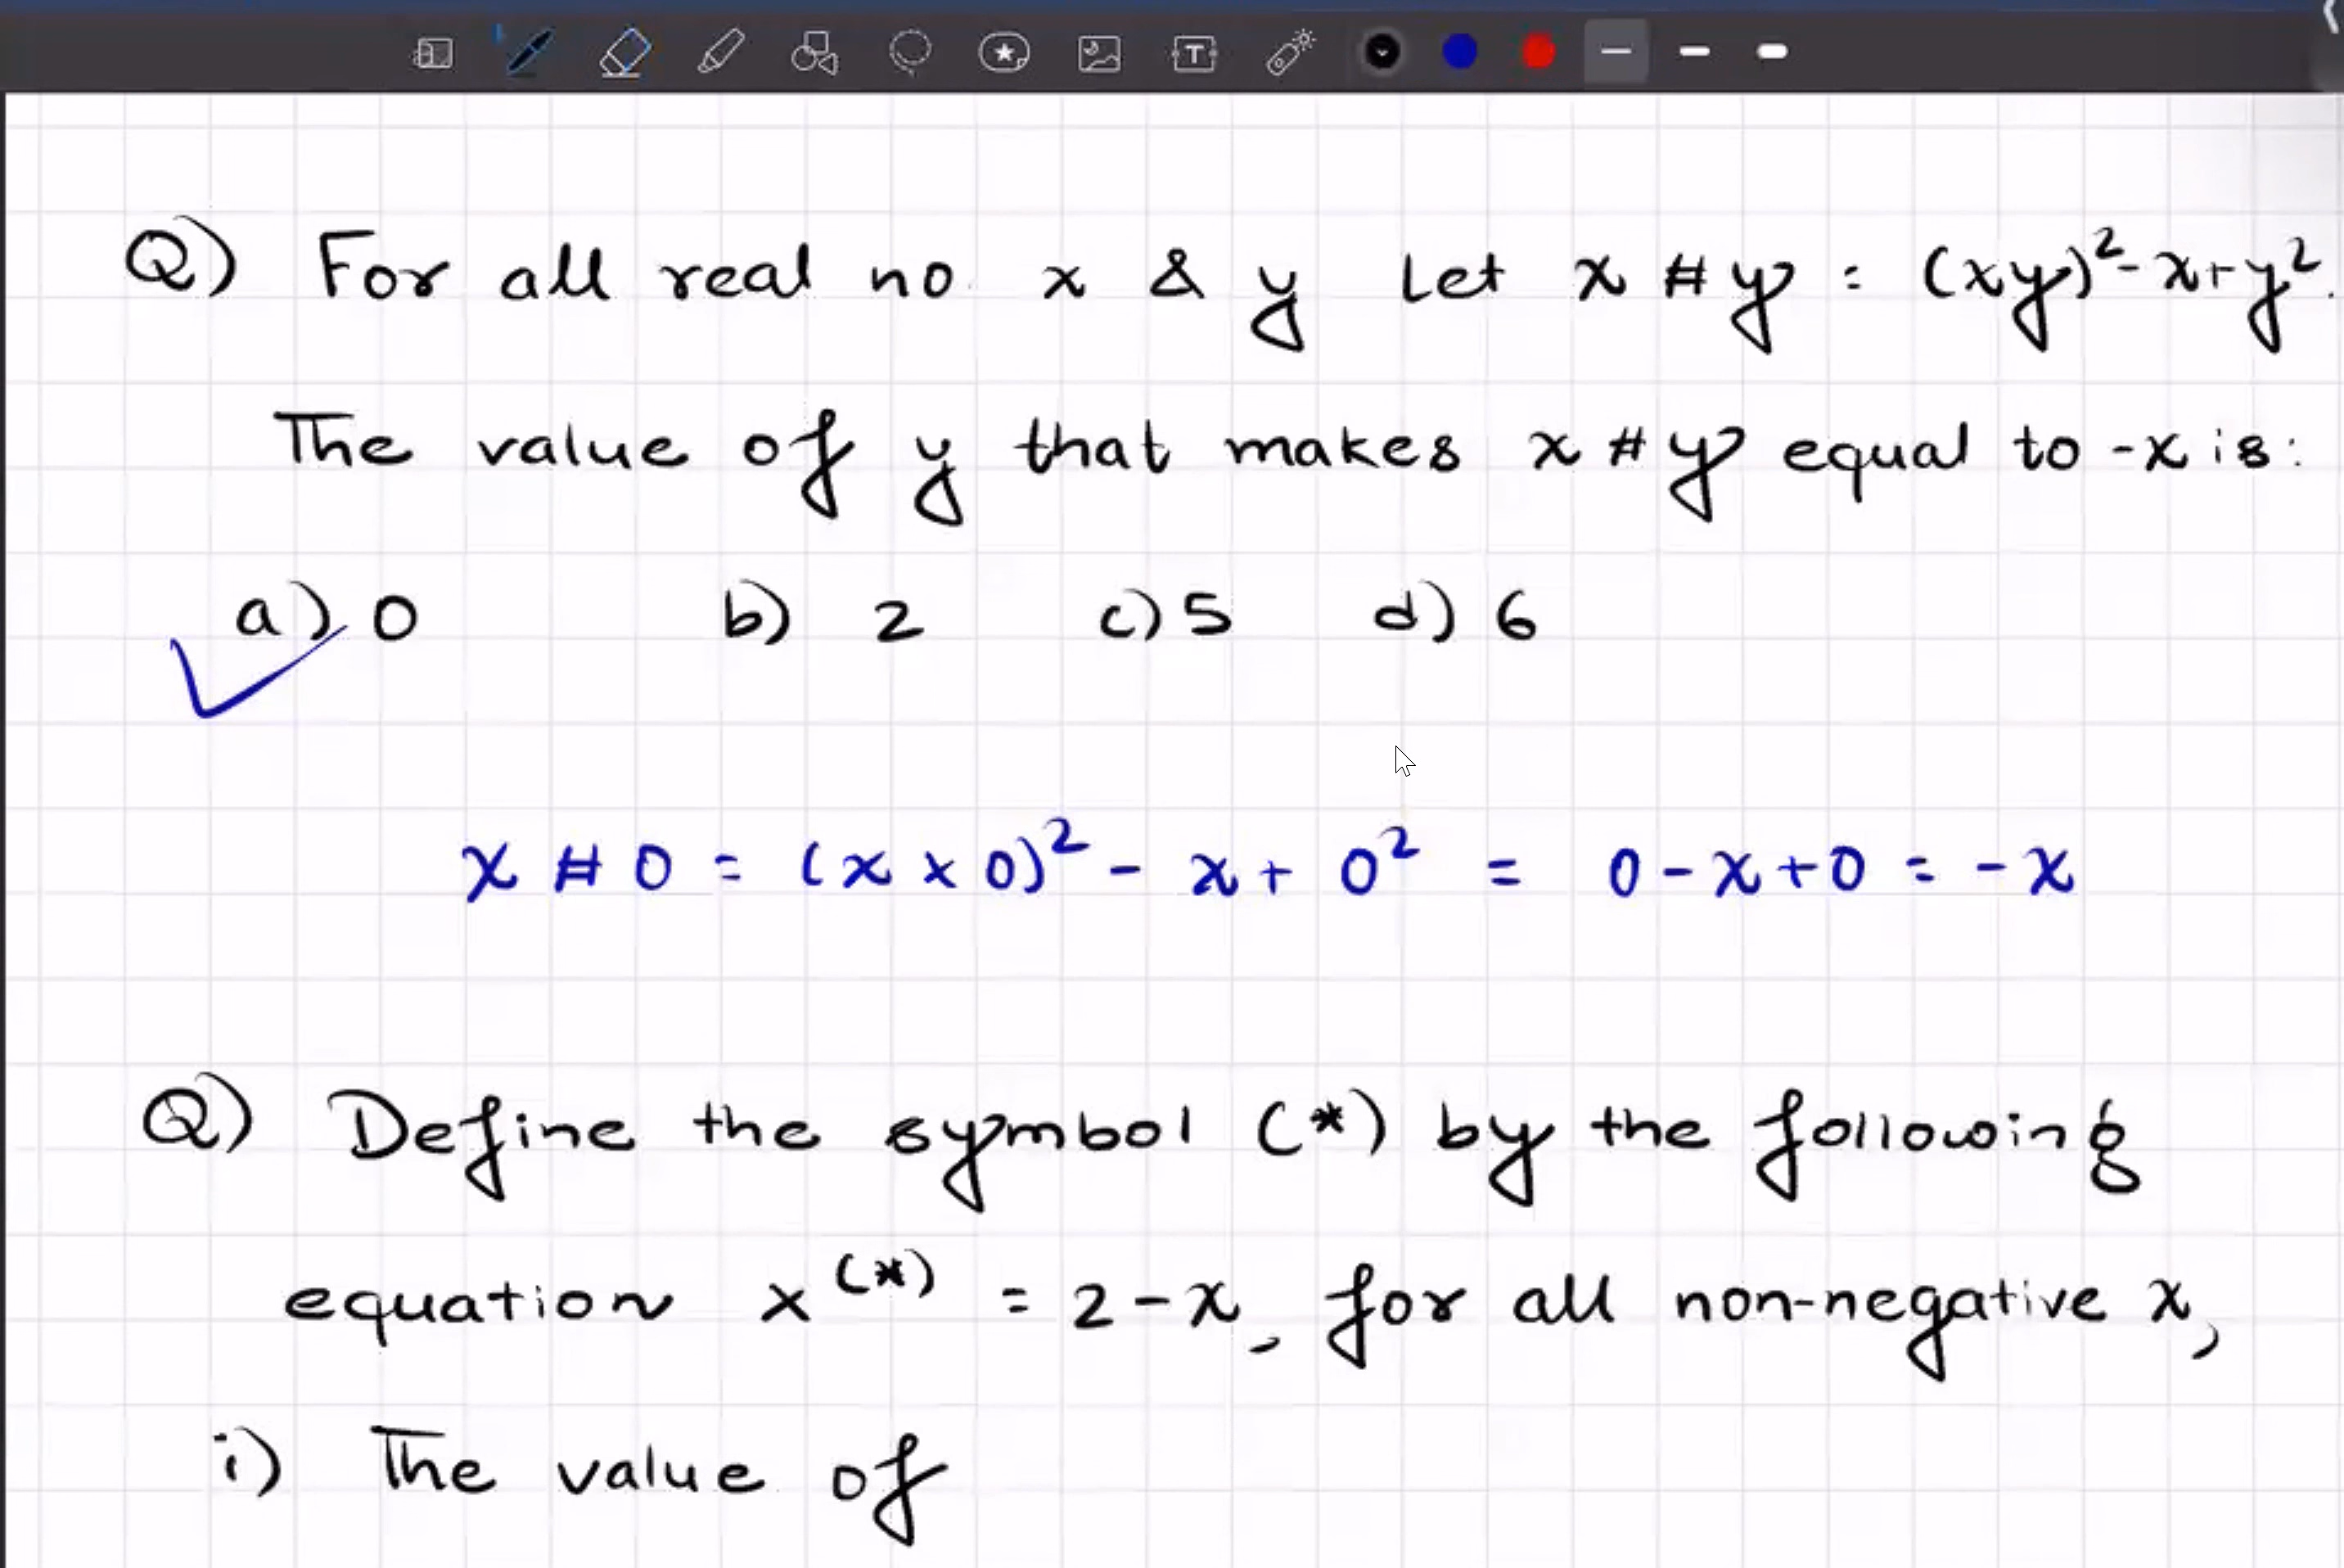 Q) For all real no. x & y Let x # y = (xy)²- x+y².
The value of y that makes x # y equal to -x is:
a) 0 b) 2 c) 5 d) 6
x # 0 = (x × 0)² - x + 0² = 0 - x + 0 = - x
Q) Define the symbol (*) by the following
equation x⁽*⁾ = 2 - x, for all non-negative x,
i) The value of